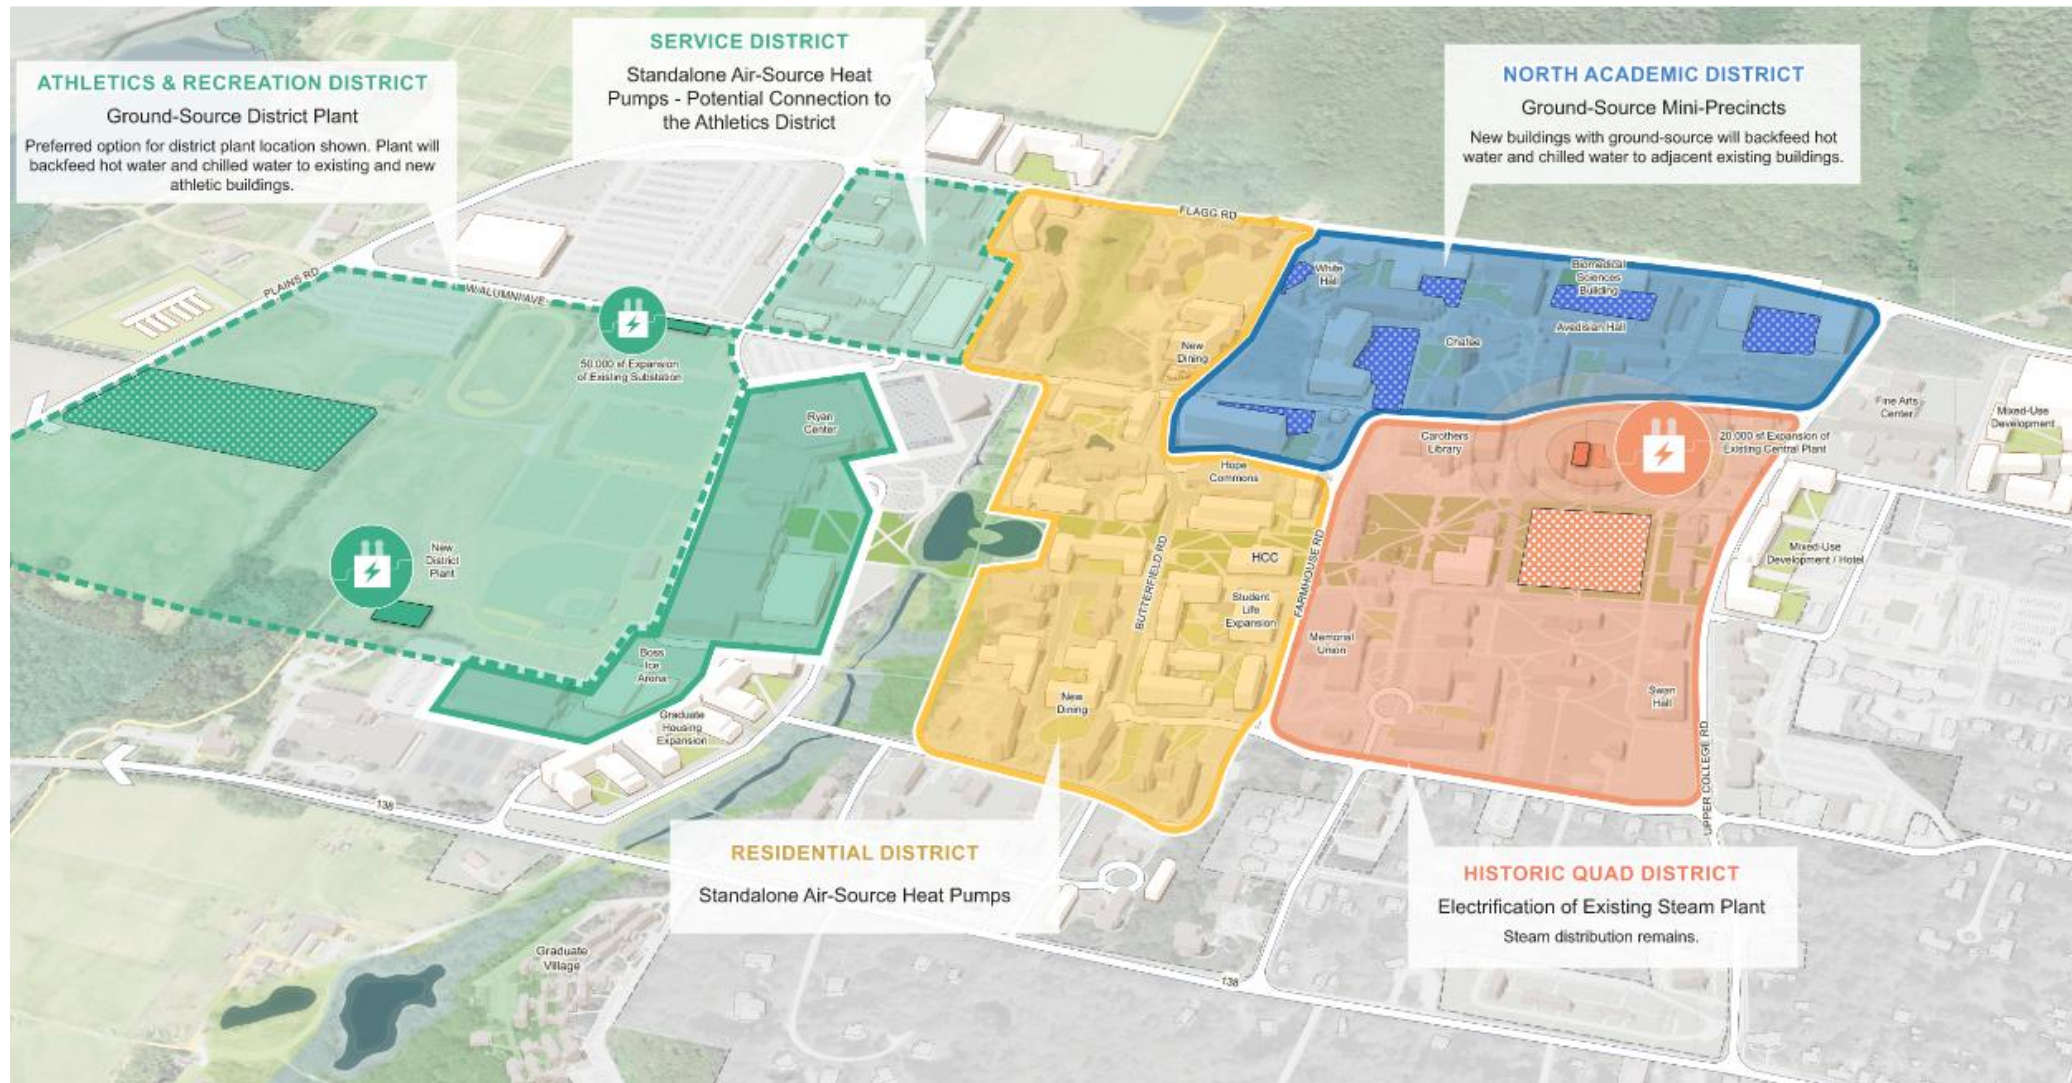 ATHLETICS & RECREATION DISTRICT
Ground-Source District Plant
Preferred option for district plant location shown. Plant will
backfeed hot water and chilled water to existing and new
athletic buildings.
SERVICE DISTRICT
Standalone Air-Source Heat
Pumps - Potential Connection to
the Athletics District
NORTH ACADEMIC DISTRICT
Ground-Source Mini-Precincts
New buildings with ground-source will backfeed hot
water and chilled water to adjacent existing buildings.
FLAGG RD
PLAINS RD
W ALUMNI AVE
White
Hall
Biomedical
Sciences
Building
Avedisian Hall
Chafee
New
Dining
50,000 sf Expansion
of Existing Substation
Ryan
Center
Fine Arts
Center
Mixed-Use
Development
Carothers
Library
20,000 sf Expansion of
Existing Central Plant
Hope
Commons
New
District
Plant
HCC
BUTTERFIELD RD
FARMHOUSE RD
Mixed-Use
Development / Hotel
Student
Life
Expansion
Memorial
Union
Boss
Ice
Arena
New
Dining
Swan
Hall
Graduate
Housing
Expansion
UPPER COLLEGE RD
138
RESIDENTIAL DISTRICT
Standalone Air-Source Heat Pumps
HISTORIC QUAD DISTRICT
Electrification of Existing Steam Plant
Steam distribution remains.
Graduate
Village
138